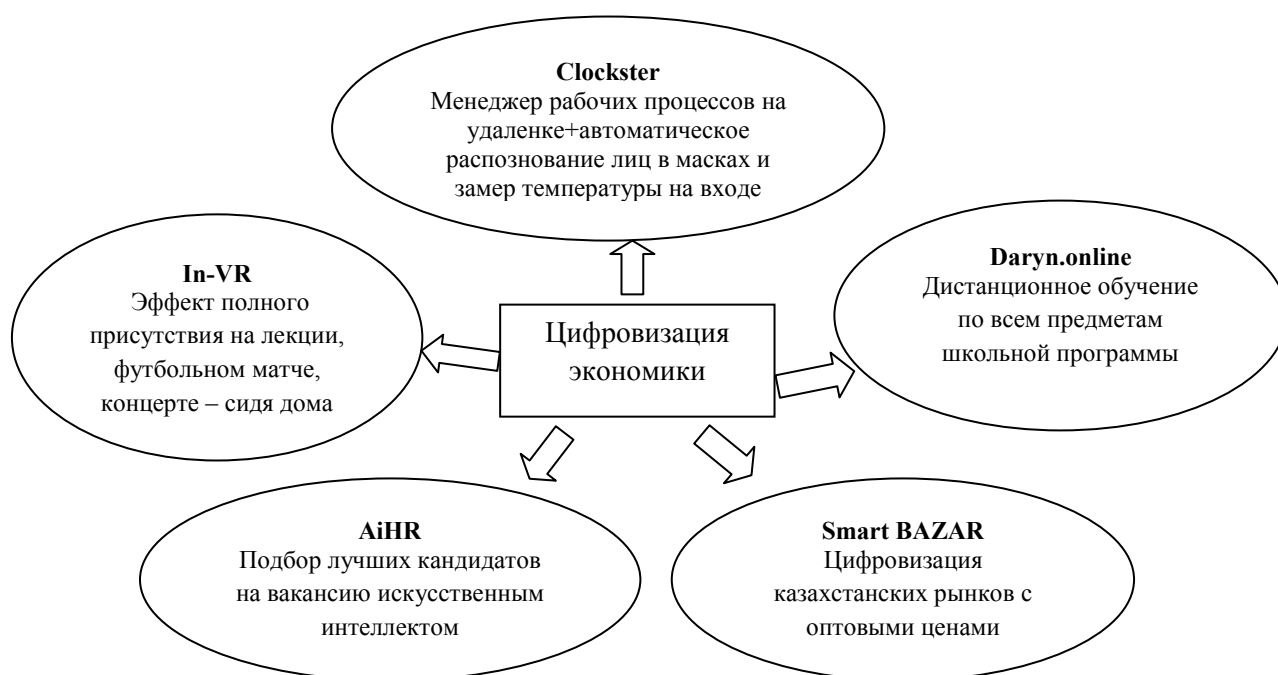 Clockster
Менеджер рабочих процессов на
удаленке+автоматическое
распознование лиц в масках и
замер температуры на входе
In-VR
Эффект полного
присутствия на лекции,
футбольном матче,
концерте – сидя дома
Цифровизация
экономики
Daryn.online
Дистанционное обучение
по всем предметам
школьной программы
AiHR
Подбор лучших кандидатов
на вакансию искусственным
интеллектом
Smart BAZAR
Цифровизация
казахстанских рынков с
оптовыми ценами